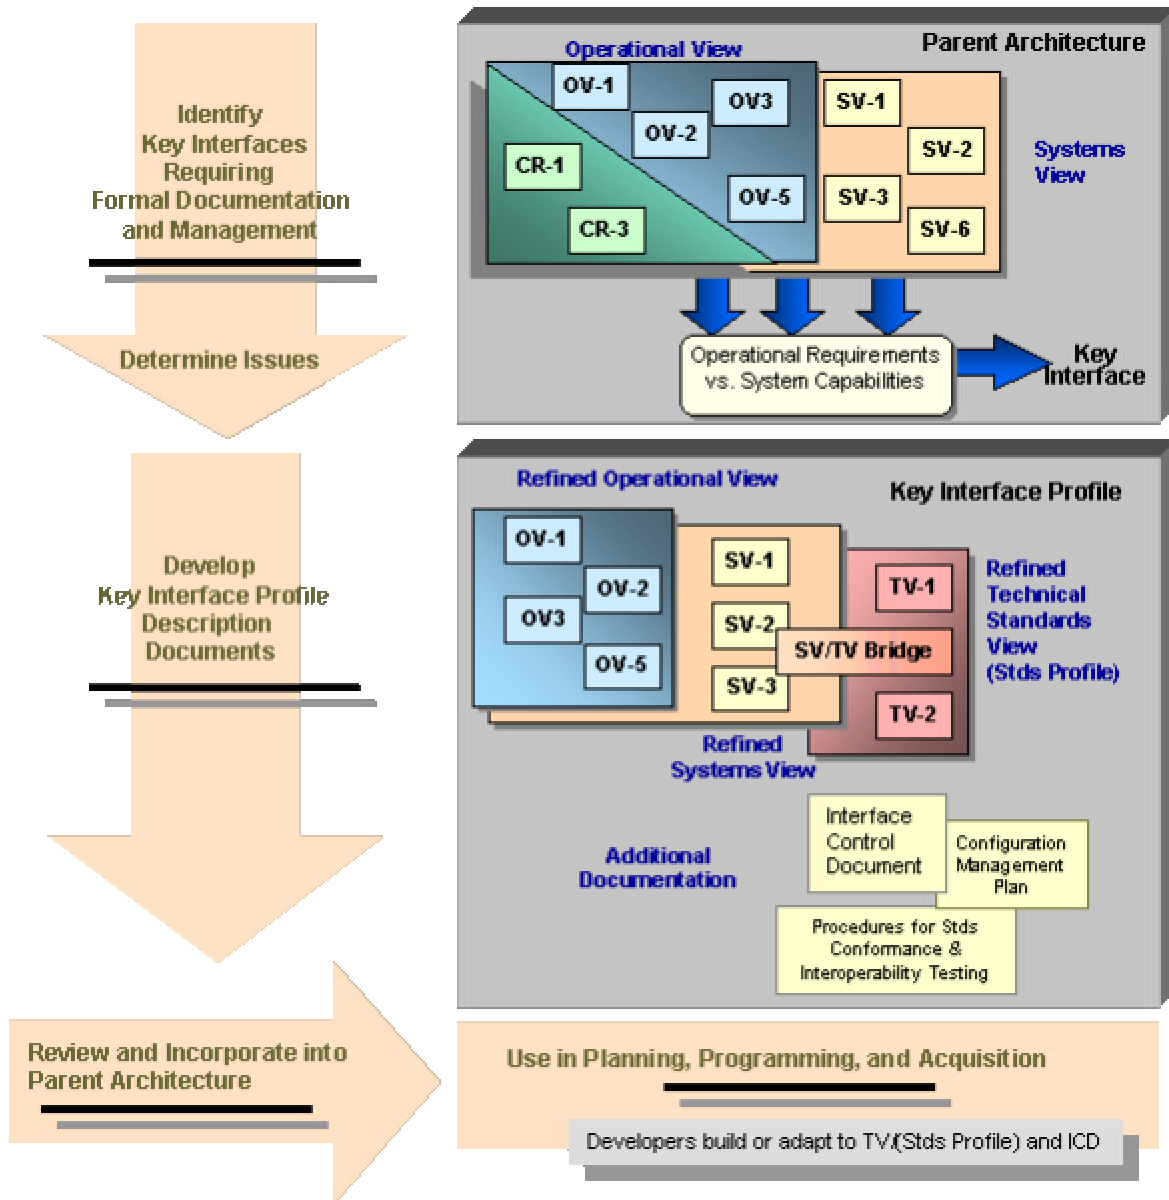 Identify
Key Interfaces
Requiring
Formal Documentation
and Management
Determine Issues
Operational View
Parent Architecture
OV-1
OV3
OV-2
OV-5
CR-1
CR-3
SV-1
SV-2
SV-3
SV-6
Systems
View
Operational Requirements
vs. System Capabilities
Key
Interface
Develop
Key Interface Profile
Description
Documents
Refined Operational View
Key Interface Profile
OV-1
OV-2
OV3
OV-5
SV-1
SV-2
SV-3
SV/TV Bridge
TV-1
TV-2
Refined
Technical
Standards
View
(Stds Profile)
Refined
Systems View
Additional
Documentation
Interface
Control
Document
Configuration
Management
Plan
Procedures for Stds
Conformance &
Interoperability Testing
Review and Incorporate into
Parent Architecture
Use in Planning, Programming, and Acquisition
Developers build or adapt to TV/(Stds Profile) and ICD